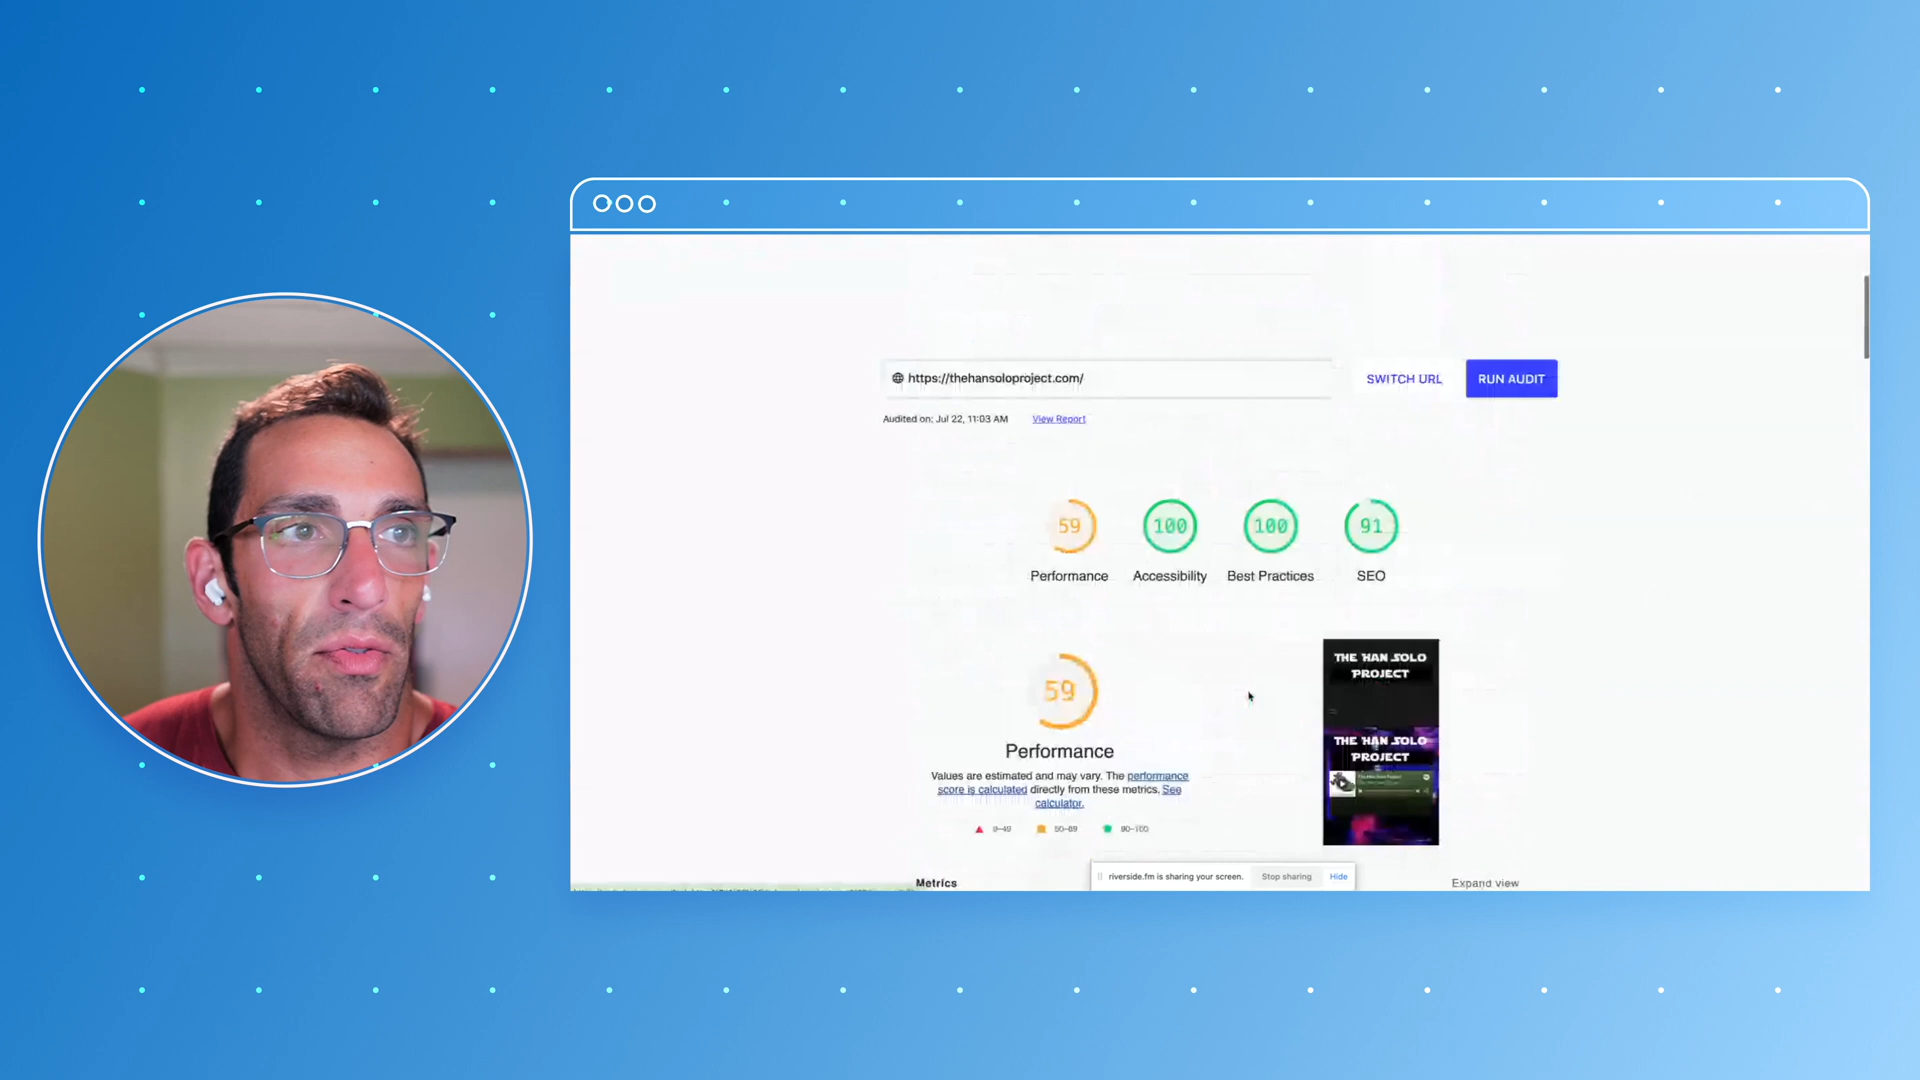 https://thehansoloproject.com/
SWITCH URL
RUN AUDIT
Audited on: Jul 22, 11:03 AM
View Report
59
100
100
91
Performance
Accessibility
Best Practices
SEO
59
Performance
Values are estimated and may vary. The performance
score is calculated directly from these metrics. See
calculator.
0–49
50–89
90–100
THE HAN SOLO
PROJECT
THE HAN SOLO
PROJECT
Metrics
riverside.fm is sharing your screen.
Stop sharing
Hide
Expand view